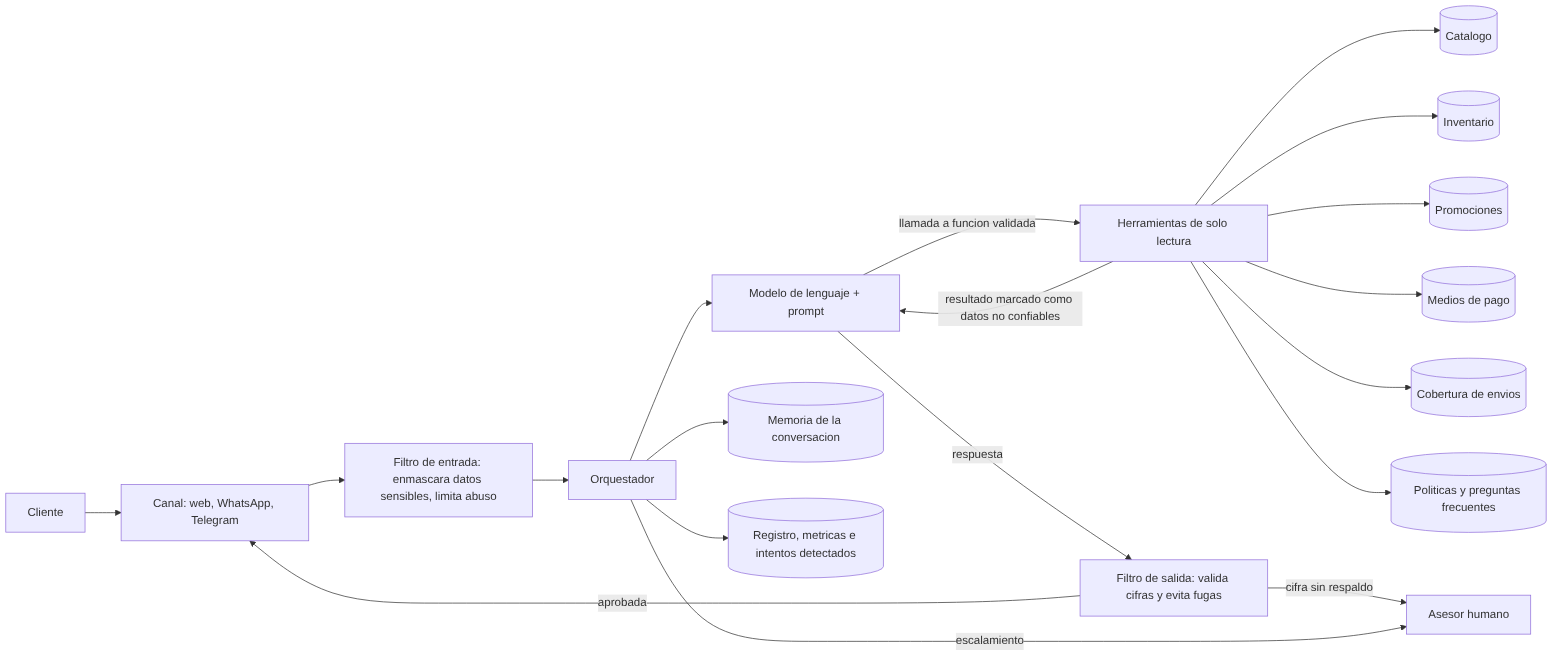 Catalogo
Inventario
Promociones
llamada a funcion validada
Herramientas de solo
lectura
Modelo de lenguaje +
prompt
resultado marcado como
datos no confiables
Medios de pago
Cobertura de envios
Memoria de la
conversacion
respuesta
Filtro de entrada:
enmascara datos
sensibles, limita abuso
Orquestador
Politicas y preguntas
frecuentes
Cliente
Canal: web, WhatsApp,
Telegram
Registro, metricas e
intentos detectados
Filtro de salida: valida
cifras y evita fugas
cifra sin respaldo
aprobada
Asesor humano
escalamiento